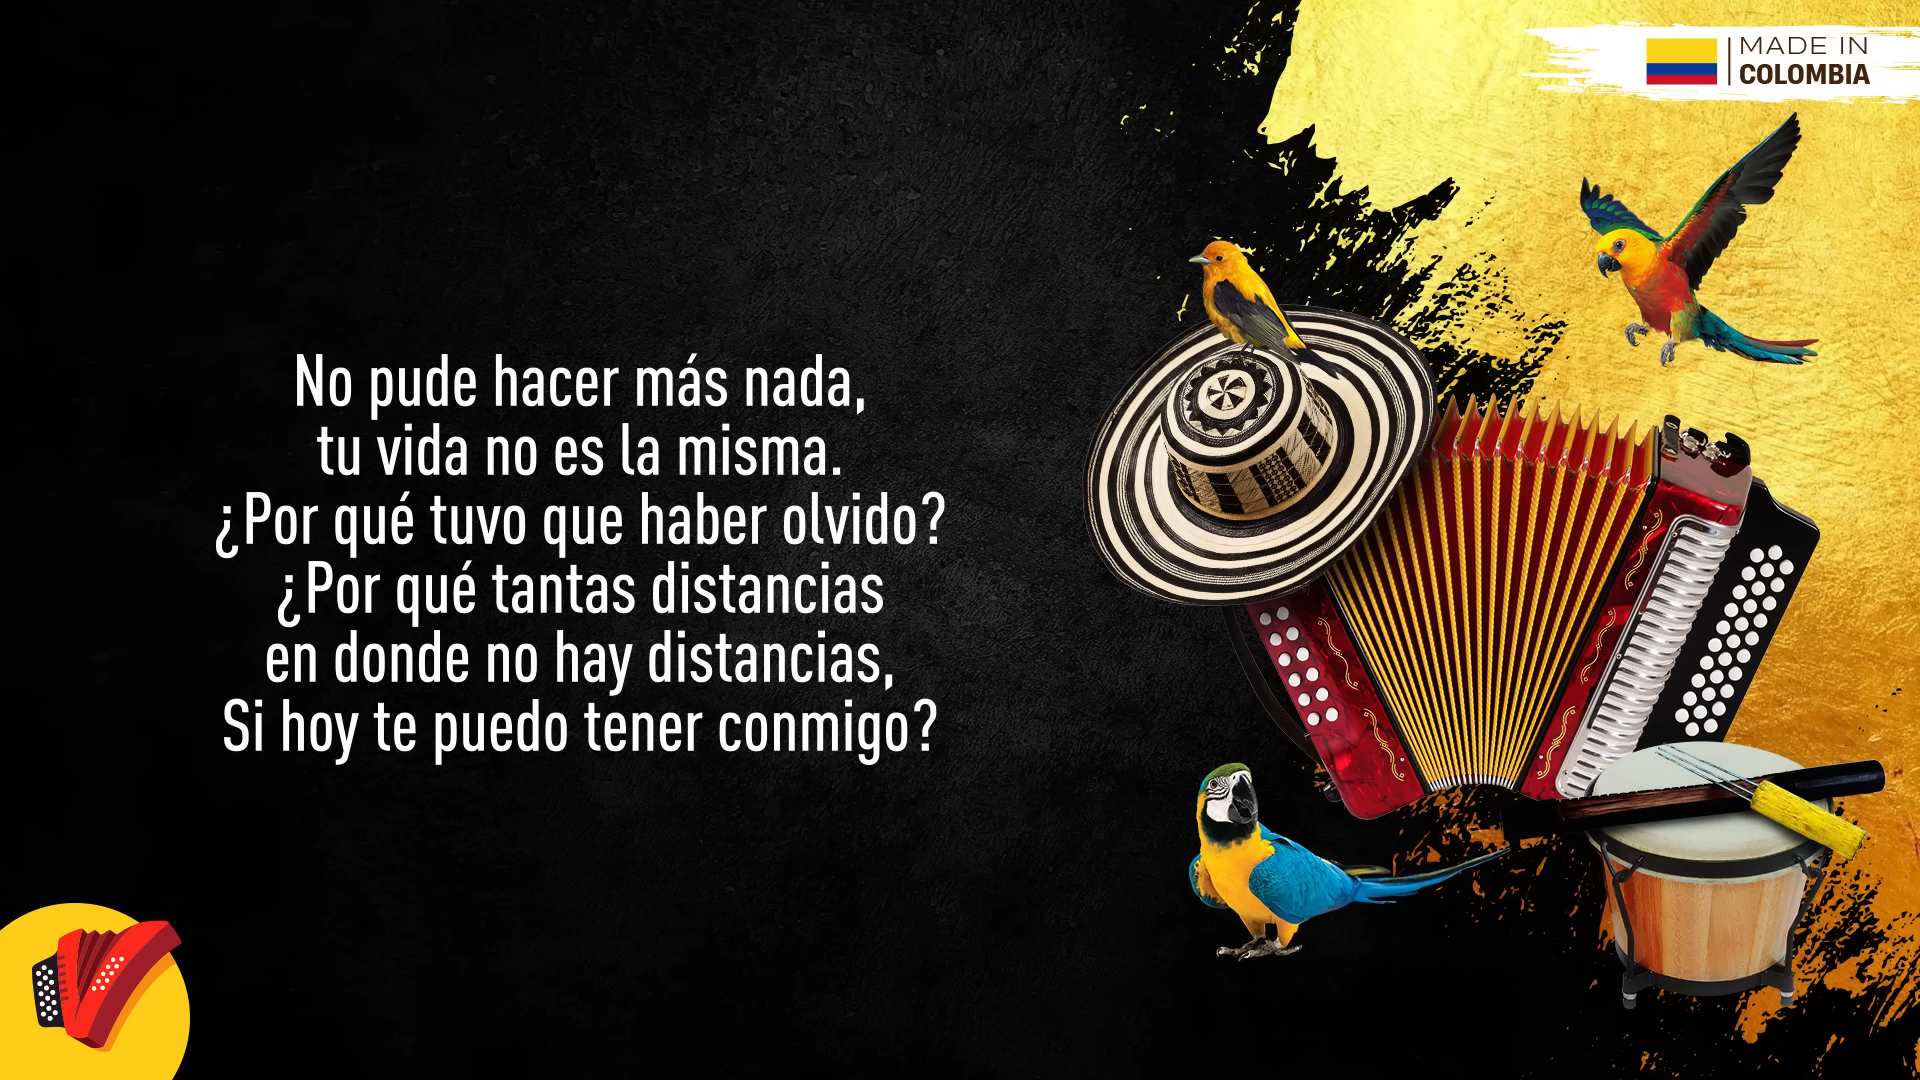 MADE IN
COLOMBIA
No pude hacer más nada,
tu vida no es la misma.
¿Por qué tuvo que haber olvido?
¿Por qué tantas distancias
en donde no hay distancias,
Si hoy te puedo tener conmigo?